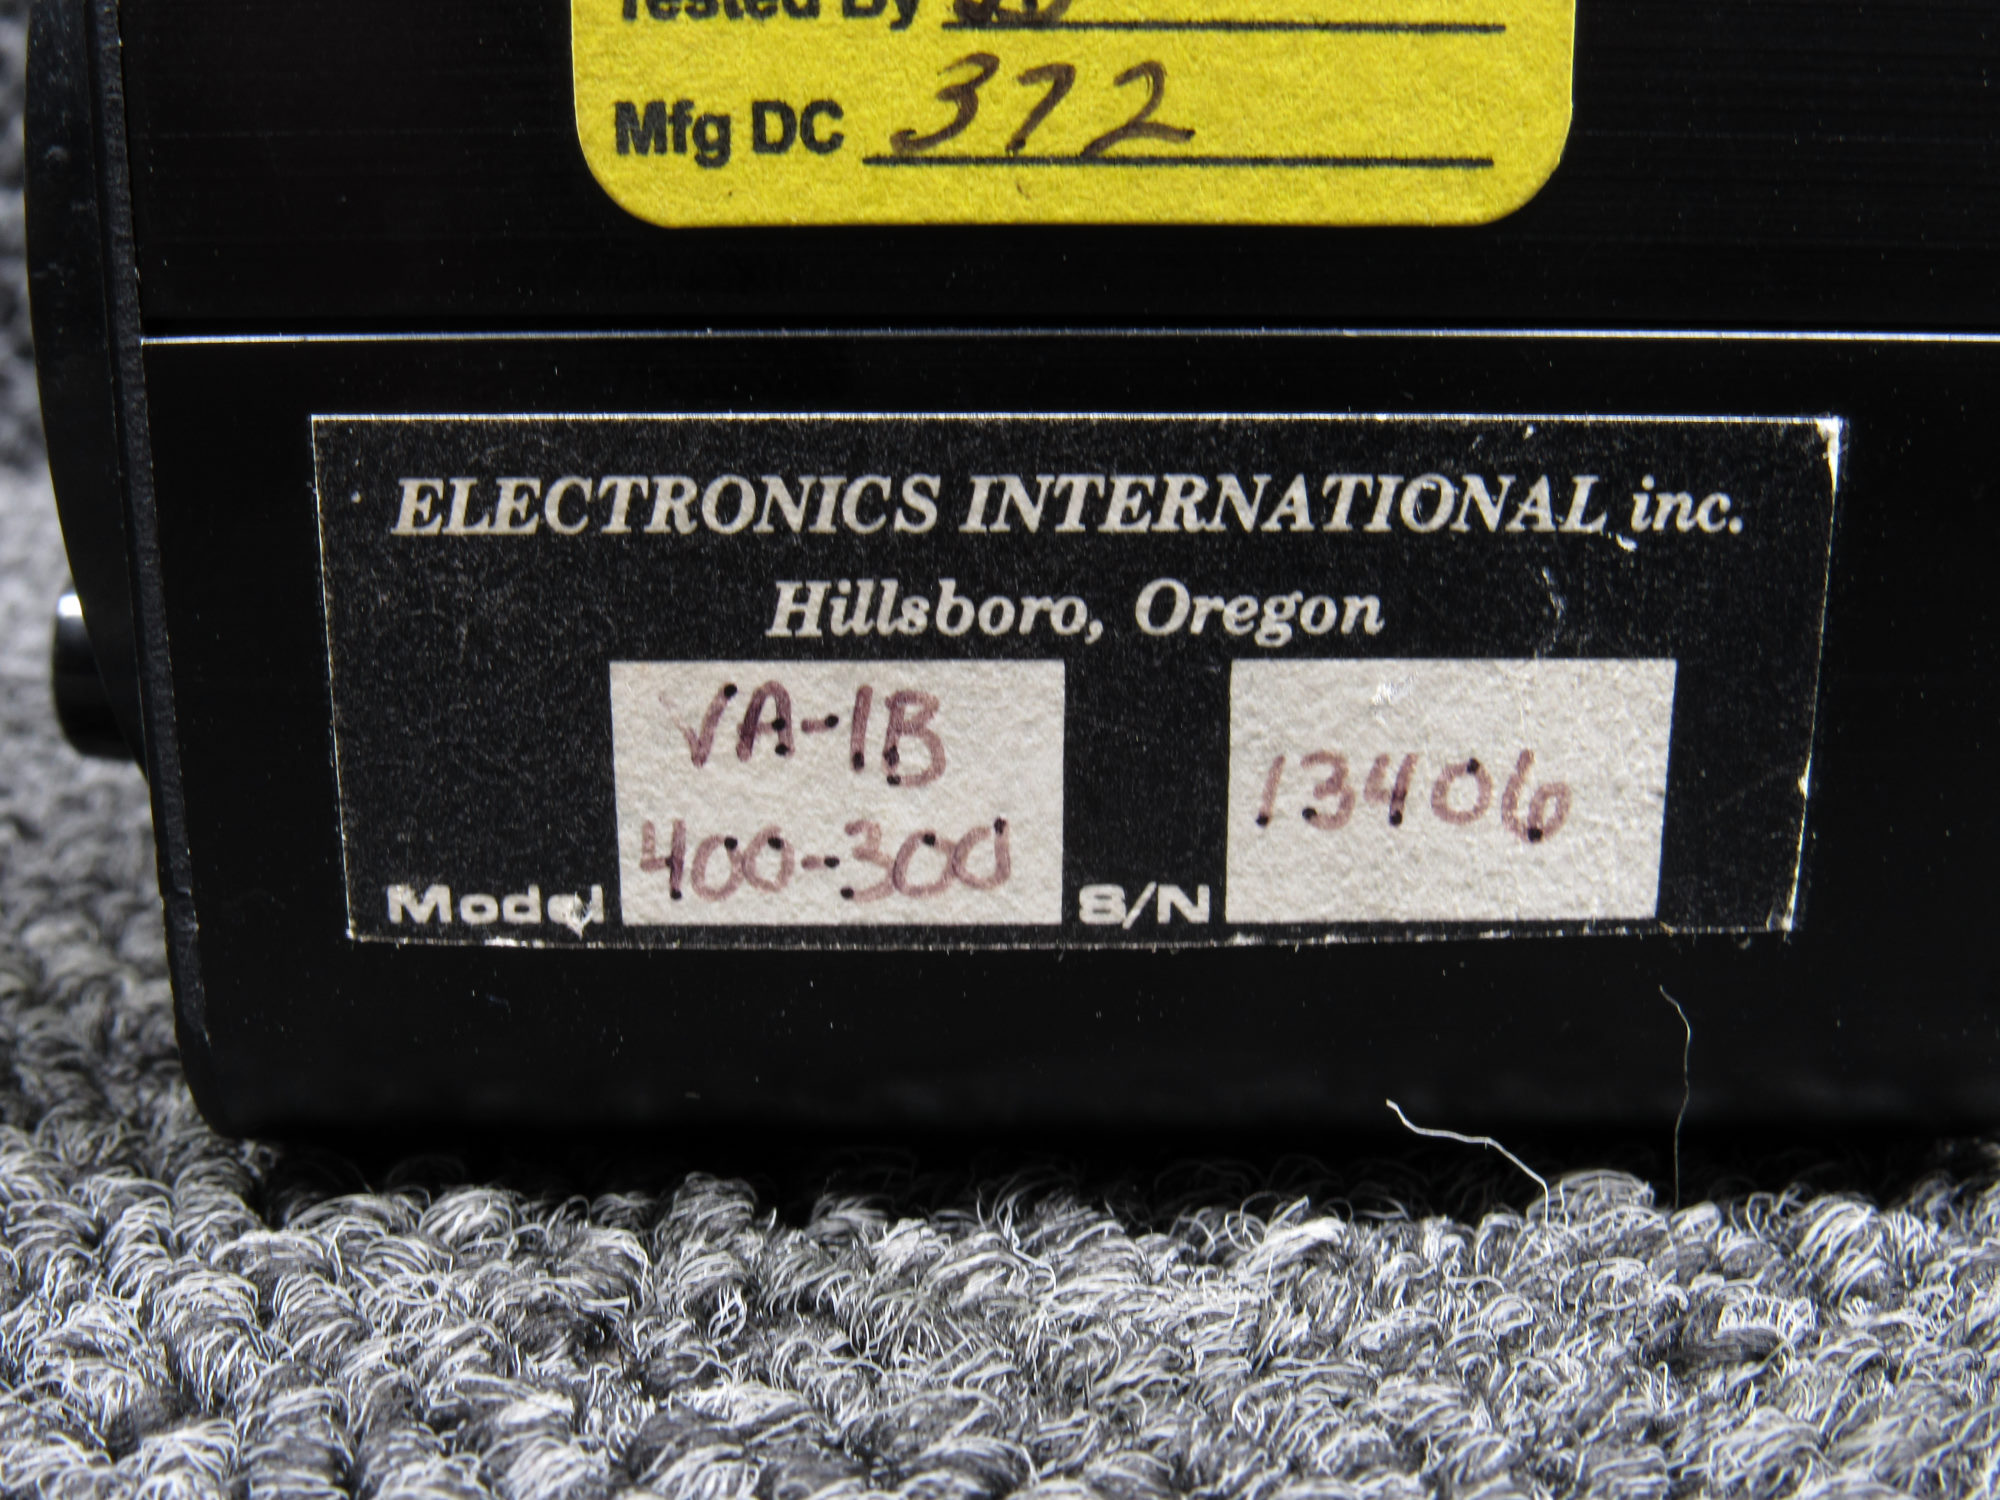 Tested By
Mfg DC 372
ELECTRONICS INTERNATIONAL inc.
Hillsboro, Oregon
VA-1B
400-300
13406
Model S/N